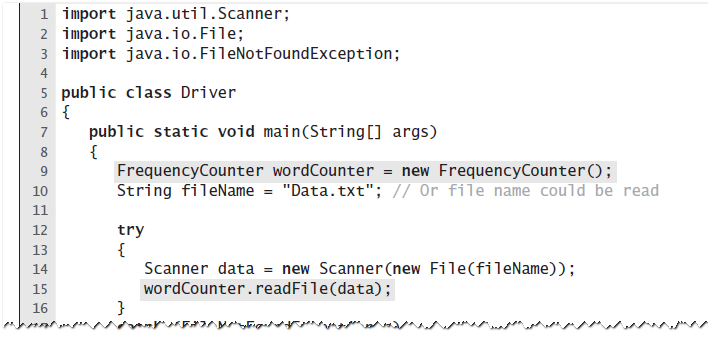 1 import java.util.Scanner;
2 import java.io.File;
3 import java.io.FileNotFoundException;
4
5 public class Driver
6 {
7 public static void main(String[] args)
8 {
9 FrequencyCounter wordCounter = new FrequencyCounter();
10 String fileName = "Data.txt"; // Or file name could be read
11
12 try
13 {
14 Scanner data = new Scanner(new File(fileName));
15 wordCounter.readFile(data);
16 }